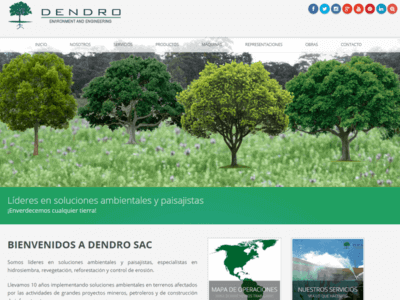 DENDRO
ENVIRONMENT AND ENGINEERING
INICIO NOSOTROS SERVICIOS PRODUCTOS MAQUINAS REPRESENTACIONES OBRAS CONTACTO
Líderes en soluciones ambientales y paisajistas
¡Enverdecemos cualquier tierra!
BIENVENIDOS A DENDRO SAC
Somos líderes en soluciones ambientales y paisajistas, especialistas en
hidrosiembra, revegetación, reforestación y control de erosión.
Llevamos 10 años implementando soluciones ambientales en terrenos afectados
por las actividades de grandes proyectos mineros, petroleros y de construcción
MAPA DE OPERACIONES
NUESTROS SERVICIOS